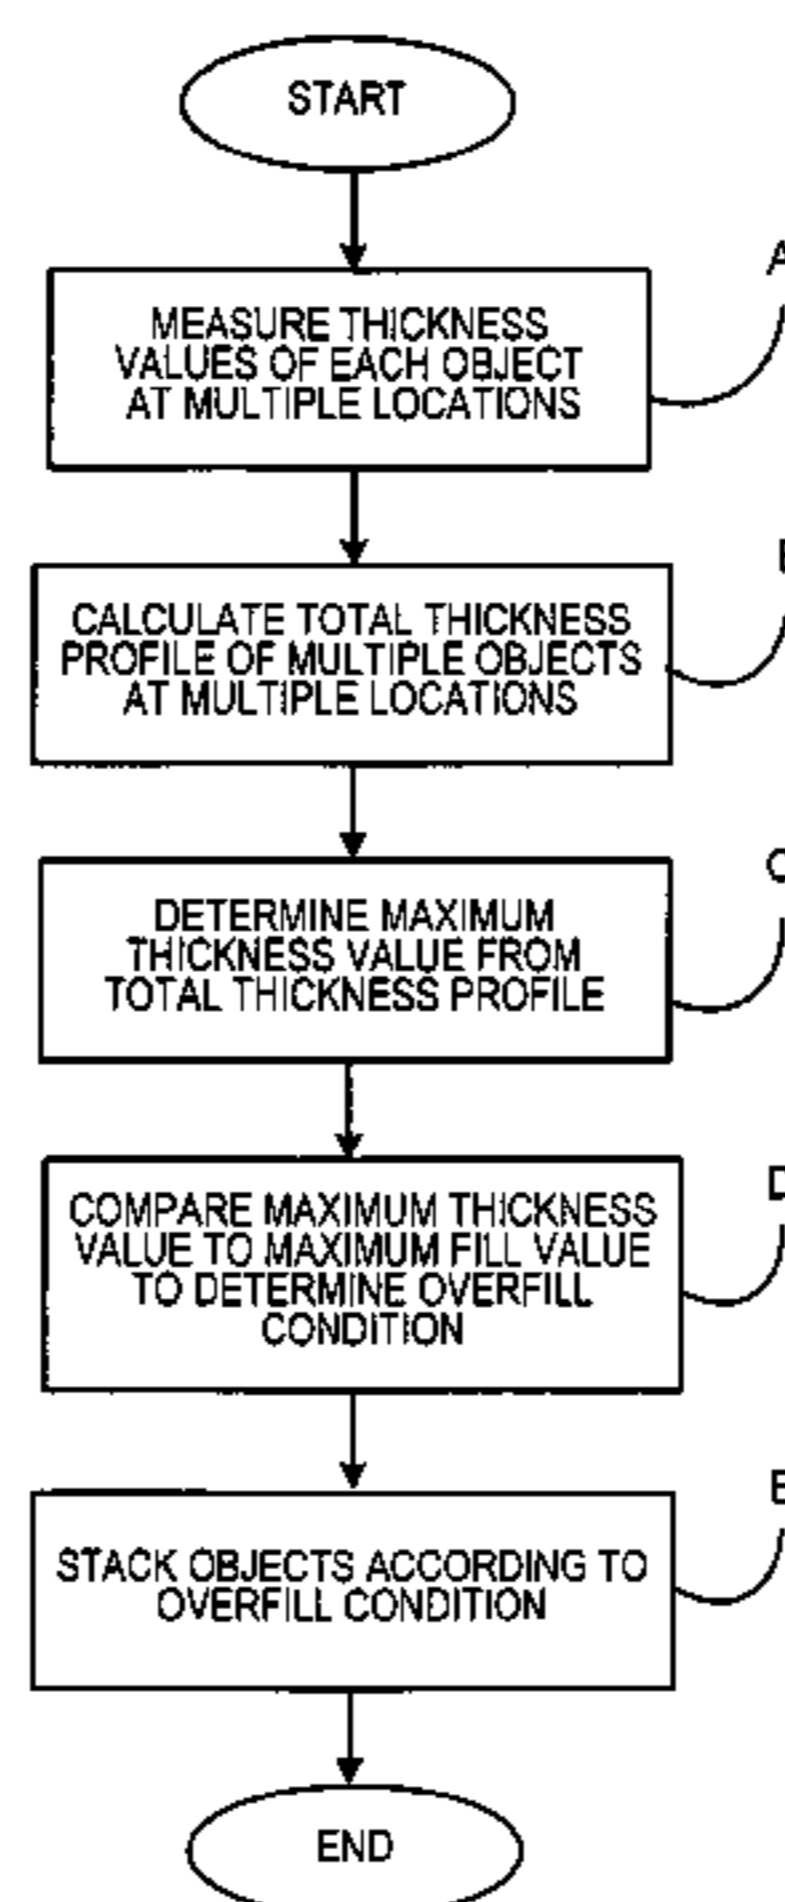 START
A
MEASURE THICKNESS
VALUES OF EACH OBJECT
AT MULTIPLE LOCATIONS
CALCULATE TOTAL THICKNESS
PROFILE OF MULTIPLE OBJECTS
AT MULTIPLE LOCATIONS
DETERMINE MAXIMUM
THICKNESS VALUE FROM
TOTAL THICKNESS PROFILE
D
COMPARE MAXIMUM THICKNESS
VALUE TO MAXIMUM FILL VALUE
TO DETERMINE OVERFILL
CONDITION
STACK OBJECTS ACCORDING TO
OVERFILL CONDITION
END